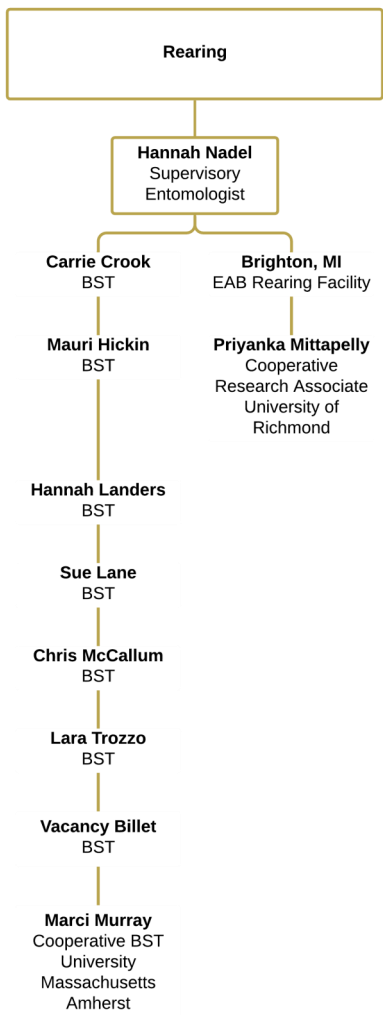 Rearing
Hannah Nadel
Supervisory
Entomologist
Carrie Crook
BST
Mauri Hickin
BST
Hannah Landers
BST
Sue Lane
BST
Chris McCallum
BST
Lara Trozzo
BST
Vacancy Billet
BST
Marci Murray
Cooperative BST
University
Massachusetts
Amherst
Brighton, MI
EAB Rearing Facility
Priyanka Mittapelly
Cooperative
Research Associate
University of
Richmond